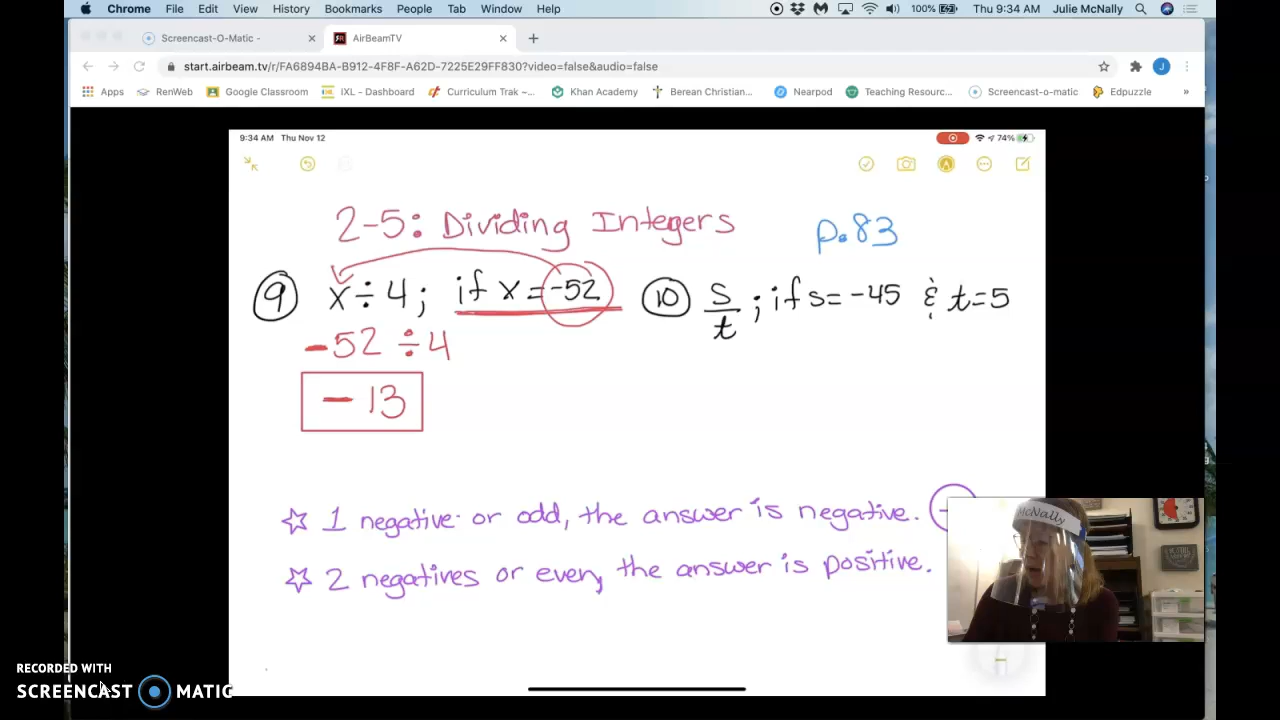 Chrome File Edit View History Bookmarks People Tab Window Help 100% Thu 9:34 AM Julie McNally
Screencast-O-Matic - AirBeamTV
start.airbeam.tv/r/FA6894BA-B912-4F8F-A62D-7225E29FF830?video=false&audio=false J
Apps RenWeb Google Classroom IXL - Dashboard Curriculum Trak –... Khan Academy Berean Christian... Nearpod Teaching Resourc... Screencast-o-matic Edpuzzle »
9:34 AM Thu Nov 12 74%
2-5: Dividing Integers p.83
9 x ÷ 4; if x = -52
10 s/t ; if s = -45 & t = 5
-52 ÷ 4
-13
☆ 1 negative or odd, the answer is negative.
☆ 2 negatives or even, the answer is positive.
McNally
RECORDED WITH
SCREENCAST MATIC